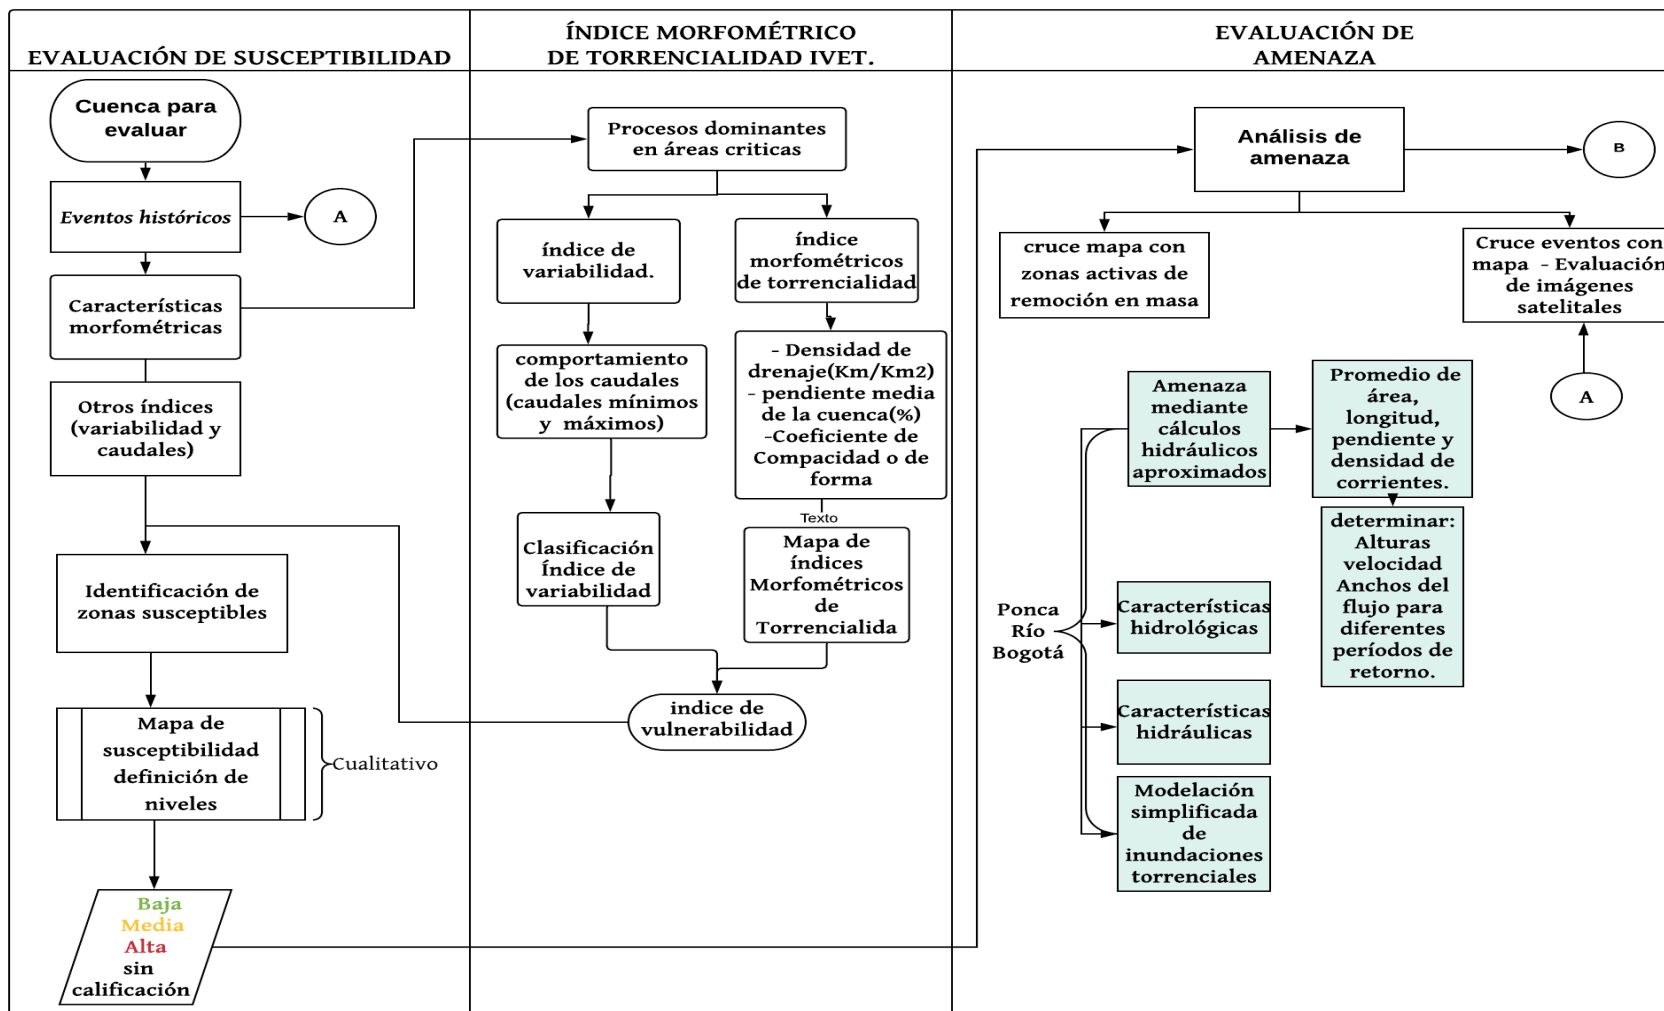 EVALUACIÓN DE SUSCEPTIBILIDAD
Cuenca para
evaluar
Eventos históricos
A
Característícas
morfométricas
Otros índices
(variabilidad y
caudales)
Identificación de
zonas susceptibles
Mapa de
susceptibilidad
definición de
niveles
Cualitativo
Baja
Media
Alta
sin
calificación
ÍNDICE MORFOMÉTRICO
DE TORRENCIALIDAD IVET.
Procesos dominantes
en áreas criticas
índice de
variabilidad.
índice
morfométricos
de torrencialidad
comportamiento
de los caudales
(caudales mínimos
y máximos)
- Densidad de
drenaje(Km/Km2)
- pendiente media
de la cuenca(%)
-Coeficiente de
Compacidad o de
forma
Texto
Clasificación
Índice de
variabilidad
Mapa de
índices
Morfométricos
de
Torrencialida
indice de
vulnerabilidad
EVALUACIÓN DE
AMENAZA
Análisis de
amenaza
B
cruce mapa con
zonas activas de
remoción en masa
Cruce eventos con
mapa - Evaluación
de imágenes
satelitales
A
Amenaza
mediante
cálculos
hidráulicos
aproximados
Promedio de
área,
longitud,
pendiente y
densidad de
corrientes.
determinar:
Alturas
velocidad
Anchos del
flujo para
diferentes
períodos de
retorno.
Ponca
Río
Bogotá
Características
hidrológicas
Características
hidráulicas
Modelación
simplificada
de
inundaciones
torrenciales